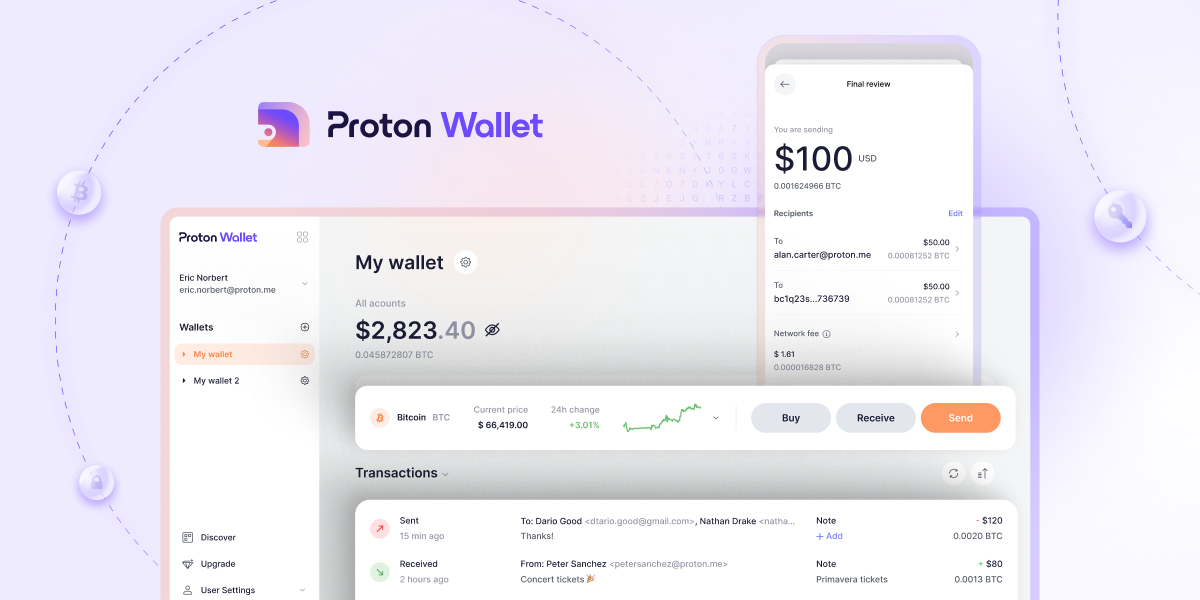 Proton Wallet
Final review
You are sending
$100 USD
0.001624966 BTC
Recipients Edit
To $50.00
alan.carter@proton.me 0.00081252 BTC
To $50.00
bc1q23s...736739 0.00081252 BTC
Network fee
$ 1.61
0.000016828 BTC
Proton Wallet
Eric Norbert
eric.norbert@proton.me
Wallets
My wallet
My wallet 2
Discover
Upgrade
User Settings
My wallet
All acounts
$2,823.40
0.045872807 BTC
Bitcoin BTC
Current price
$ 66,419.00
24h change
+3.01%
Buy
Receive
Send
Transactions
Sent
15 min ago
To: Dario Good <dtario.good@gmail.com>, Nathan Drake <natha...
Thanks!
Note
+ Add
- $120
0.0020 BTC
Received
2 hours ago
From: Peter Sanchez <petersanchez@proton.me>
Concert tickets 🎉
Note
Primavera tickets
+ $80
0.0013 BTC